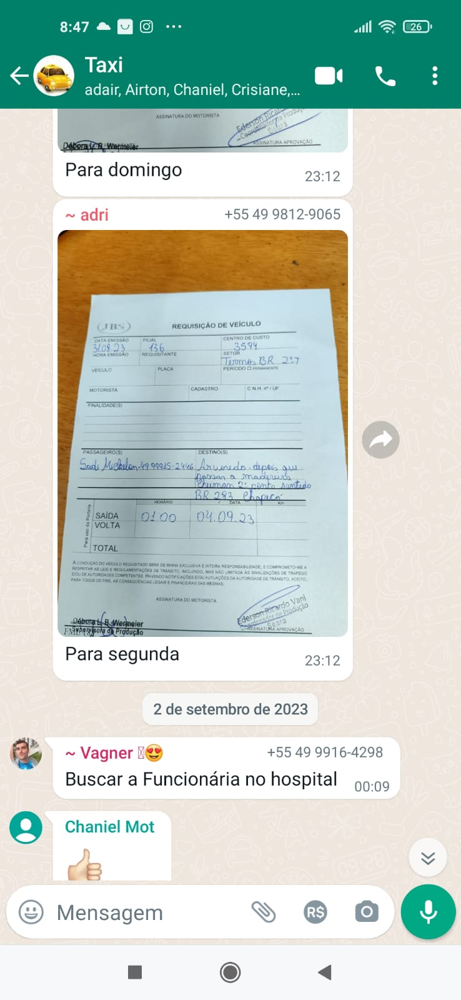 8:47
26
Taxi
adair, Airton, Chaniel, Crisiane,...
ASSINATURA DO MOTORISTA
Ederson Ricardo
Coordenador de Produç
Seara
ASSINATURA APROVAÇÃO
Débora L. B. Wermeier
Para domingo
23:12
~ adri
+55 49 9812-9065
(JBS)
REQUISIÇÃO DE VEÍCULO
DATA EMISSÃO
FILIAL
CENTRO DE CUSTO
31.08.23
136
3594
HORA EMISSÃO
REQUISITANTE
SETOR
Termos BR 2º T
VEÍCULO
PLACA
PERÍODO PERMANENTE
MOTORISTA
CADASTRO
C.N.H. nº / UF
FINALIDADE(S)
PASSAGEIRO(S)
DESTINO(S)
49 99915-2446 Arvoredo - depois que
passar a madereira
2º ponto sentido
BR 283 Chapecó
HORÁRIO
DATA
Km
Para uso da Portaria
SAÍDA
01:00
04.09.23
VOLTA
TOTAL
A CONDUÇÃO DO VEÍCULO REQUISITADO SERÁ DE MINHA EXCLUSIVA E INTEIRA RESPONSABILIDADE, E COMPROMETO-ME A
RESPEITAR AS LEIS E REGULAMENTAÇÕES DE TRÂNSITO, INCLUINDO, MAS NÃO LIMITADA ÀS SINALIZAÇÕES DE TRÁFEGO
E/OU DE AUTORIDADES COMPETENTES. HAVENDO NOTIFICAÇÕES E/OU AUTUAÇÕES DA AUTORIDADE DE TRÂNSITO, ACEITO,
PARA TODOS OS FINS, AS CONSEQUÊNCIAS LEGAIS E FINANCEIRAS DAS MESMAS.
ASSINATURA DO MOTORISTA
Ederson Ricardo Vani
Coordenador de Produção
Seara
ASSINATURA APROVAÇÃO
Débora L. B. Wermeier
Supervisora de Produção
Para segunda
23:12
2 de setembro de 2023
~ Vagner 😍
+55 49 9916-4298
Buscar a Funcionária no hospital
00:09
Chaniel Mot
👍🏻
Mensagem
R$